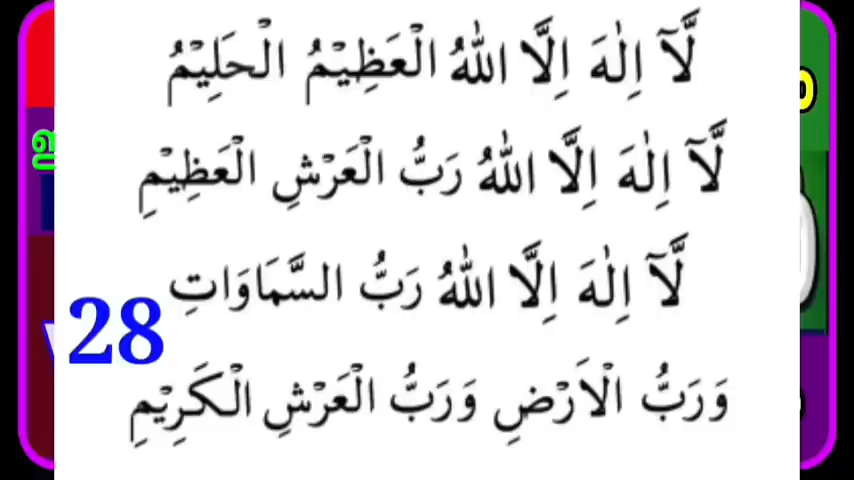 لَّآ اِلٰهَ اِلَّا اللّٰهُ الْعَظِيْمُ الْحَلِيْمُ
لَّآ اِلٰهَ اِلَّا اللّٰهُ رَبُّ الْعَرْشِ الْعَظِيْمِ
لَّآ اِلٰهَ اِلَّا اللّٰهُ رَبُّ السَّمَاوَاتِ
28
وَرَبُّ الْاَرْضِ وَرَبُّ الْعَرْشِ الْكَرِيْمِ